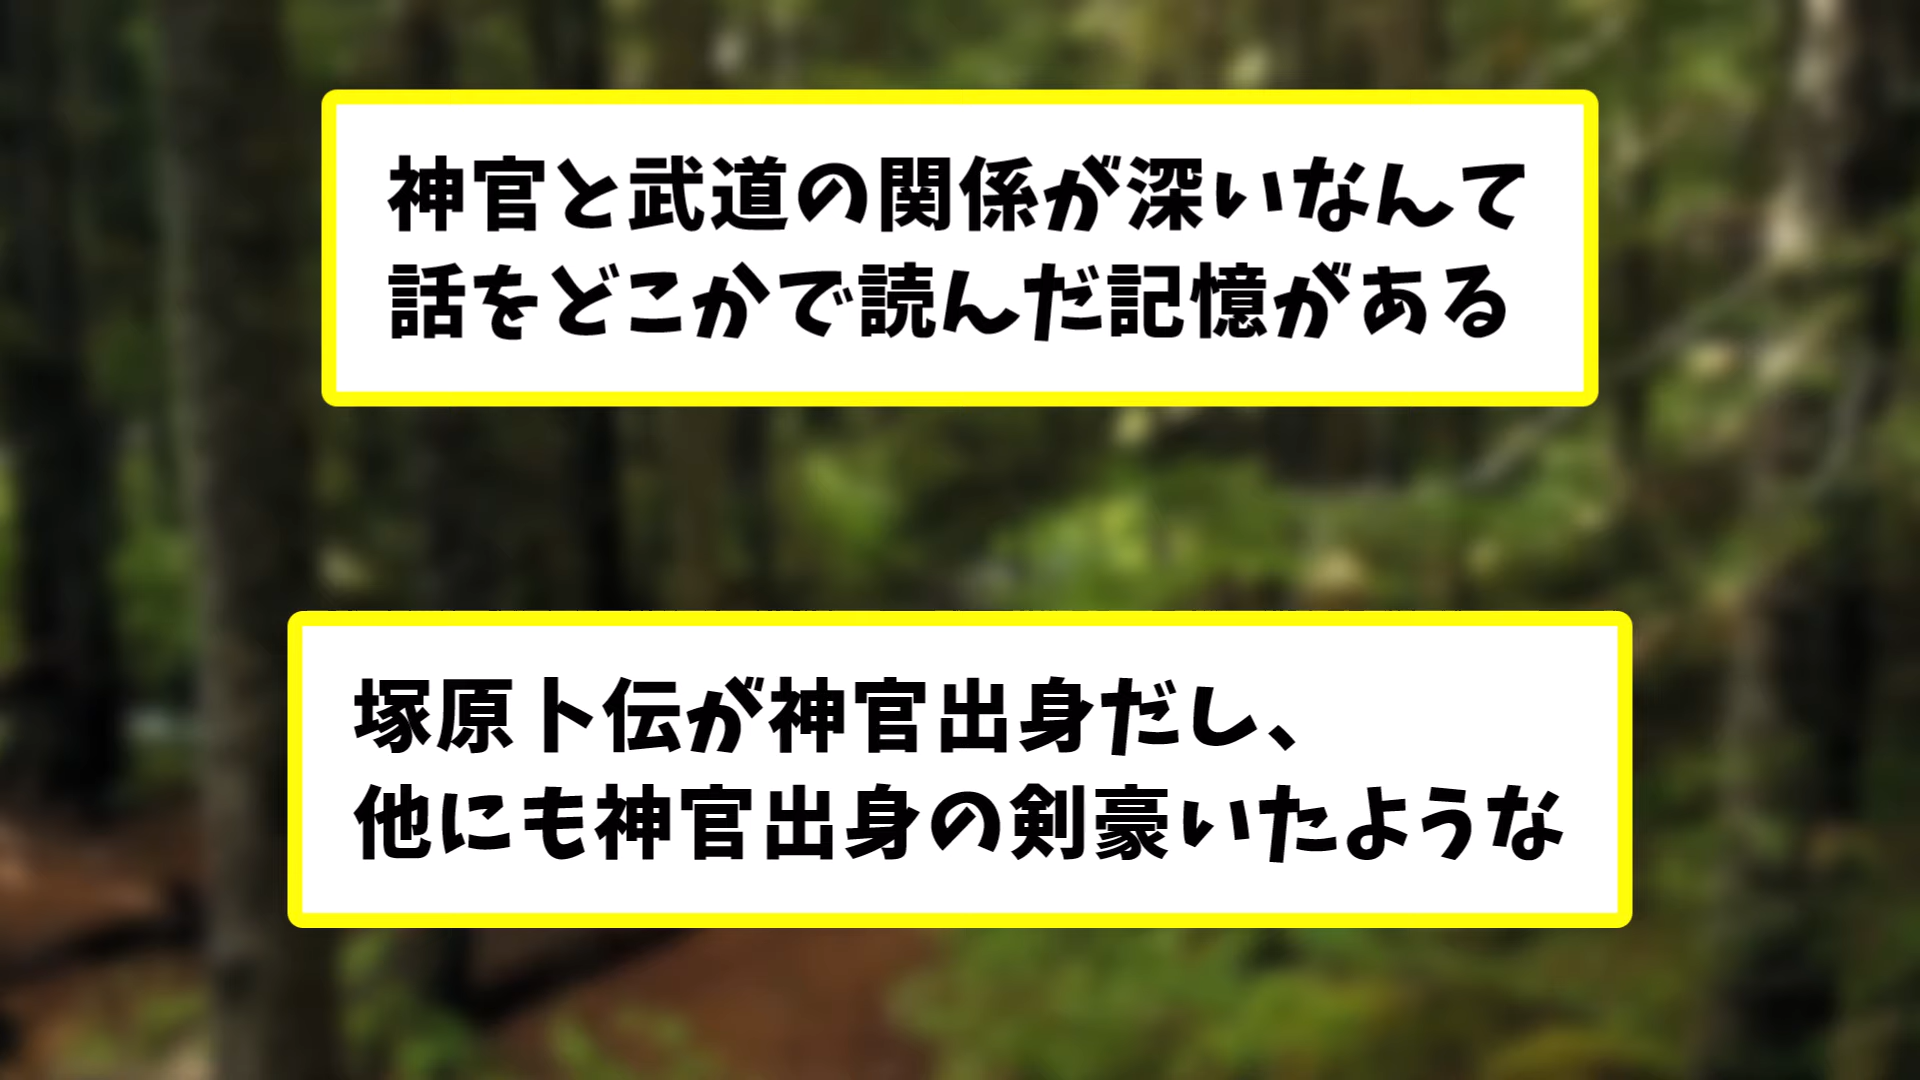 神官と武道の関係が深いなんて
話をどこかで読んだ記憶がある
塚原卜伝が神官出身だし、
他にも神官出身の剣豪いたような